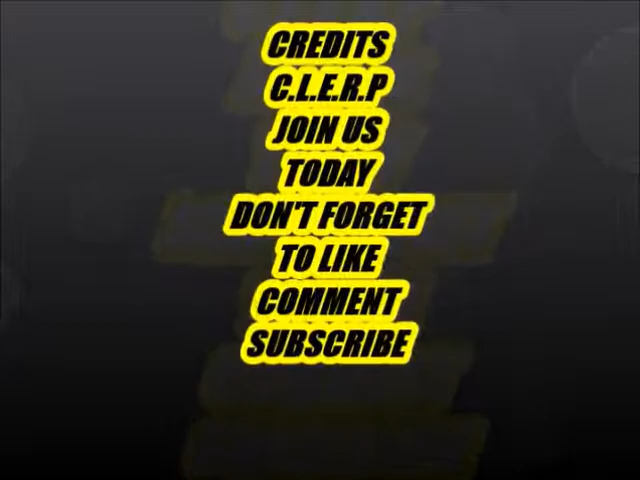 CREDITS
C.L.E.R.P
JOIN US
TODAY
DON'T FORGET
TO LIKE
COMMENT
SUBSCRIBE